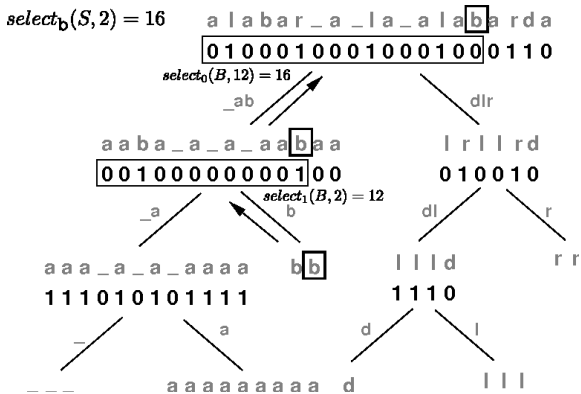 select_b(S, 2) = 16
a l a b a r _ a _ l a _ a l a b a r d a
0 1 0 0 0 1 0 0 0 1 0 0 0 1 0 0 0 1 1 0
select_0(B, 12) = 16
_ab dlr
a a b a _ a _ a _ a a b a a l r l l r d
0 0 1 0 0 0 0 0 0 0 0 1 0 0 0 1 0 0 1 0
select_1(B, 2) = 12
_a b dl r
a a a _ a _ a _ a a a a b b l l l d r r
1 1 1 0 1 0 1 0 1 1 1 1 1 1 1 0
_ a d l
_ _ _ a a a a a a a a a d l l l